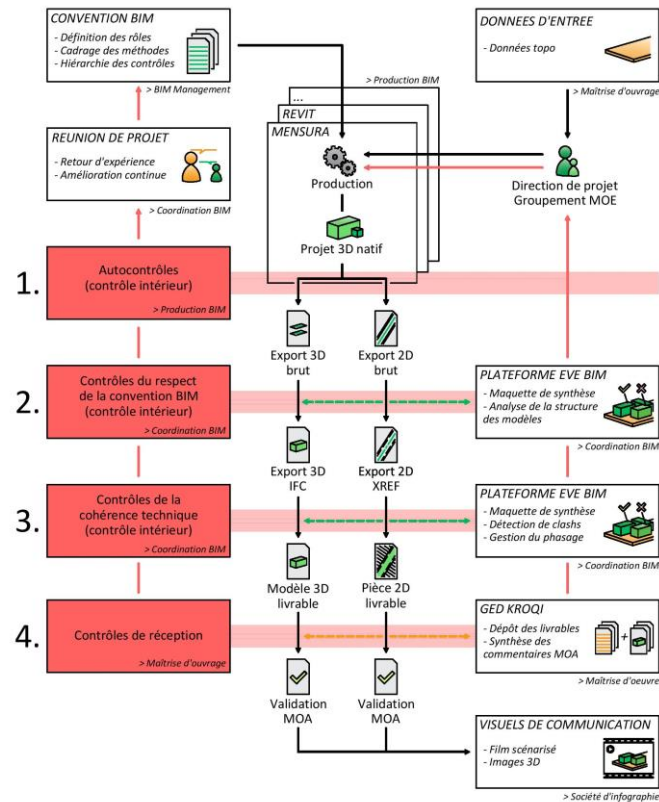 CONVENTION BIM
- Définition des rôles
- Cadrage des méthodes
- Hiérarchie des contrôles
> BIM Management
DONNEES D'ENTREE
- Données topo
> Maîtrise d'ouvrage
> Production BIM
...
REVIT
MENSURA
Production
Projet 3D natif
REUNION DE PROJET
- Retour d'expérience
- Amélioration continue
> Coordination BIM
Direction de projet
Groupement MOE
1.
Autocontrôles
(contrôle intérieur)
> Production BIM
Export 3D
brut
Export 2D
brut
2.
Contrôles du respect
de la convention BIM
(contrôle intérieur)
> Coordination BIM
PLATEFORME EVE BIM
- Maquette de synthèse
- Analyse de la structure
des modèles
> Coordination BIM
Export 3D
IFC
Export 2D
XREF
3.
Contrôles de la
cohérence technique
(contrôle intérieur)
> Coordination BIM
PLATEFORME EVE BIM
- Maquette de synthèse
- Détection de clashs
- Gestion du phasage
> Coordination BIM
Modèle 3D
livrable
Pièce 2D
livrable
4.
Contrôles de réception
> Maîtrise d'ouvrage
GED KROQI
- Dépôt des livrables
- Synthèse des
commentaires MOA
> Maîtrise d'oeuvre
Validation
MOA
Validation
MOA
VISUELS DE COMMUNICATION
- Film scénarisé
- Images 3D
> Société d'infographie